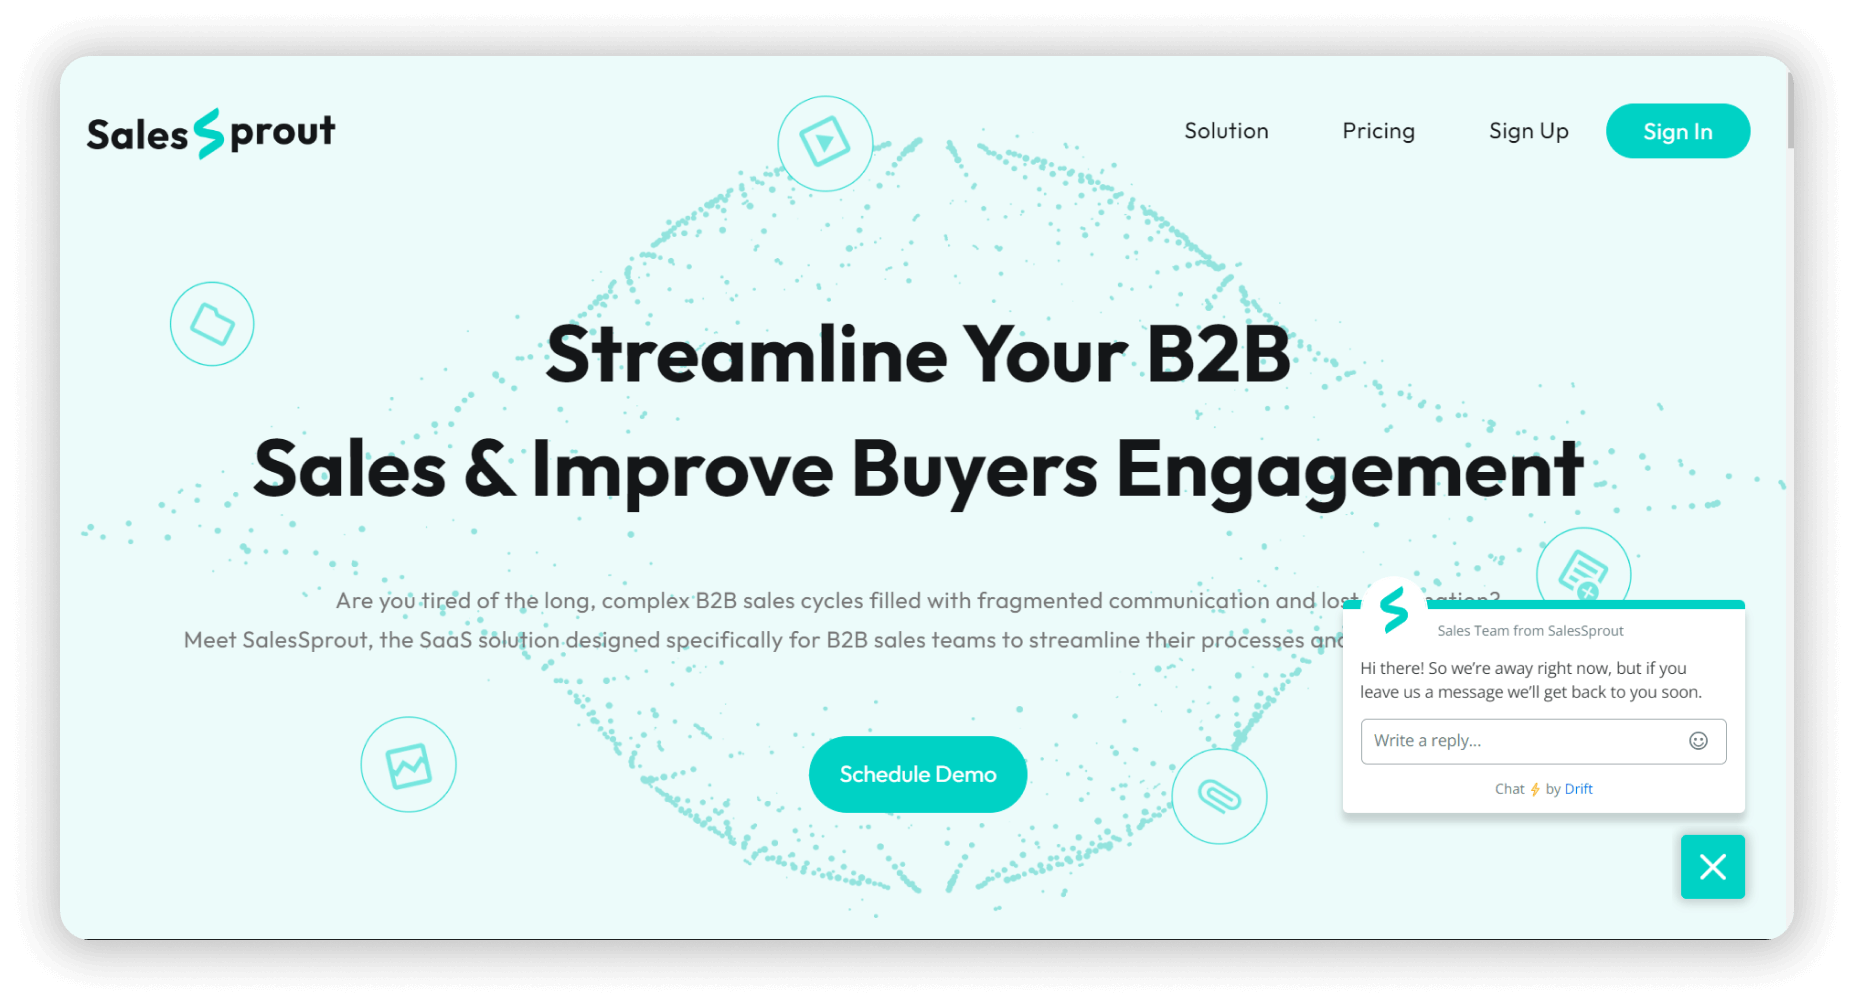 SalesSprout
Solution
Pricing
Sign Up
Sign In
Streamline Your B2B
Sales & Improve Buyers Engagement
Are you tired of the long, complex B2B sales cycles filled with fragmented communication and lost
Meet SalesSprout, the SaaS solution designed specifically for B2B sales teams to streamline their processes and
Schedule Demo
Sales Team from SalesSprout
Hi there! So we’re away right now, but if you
leave us a message we’ll get back to you soon.
Write a reply...
Chat ⚡ by Drift